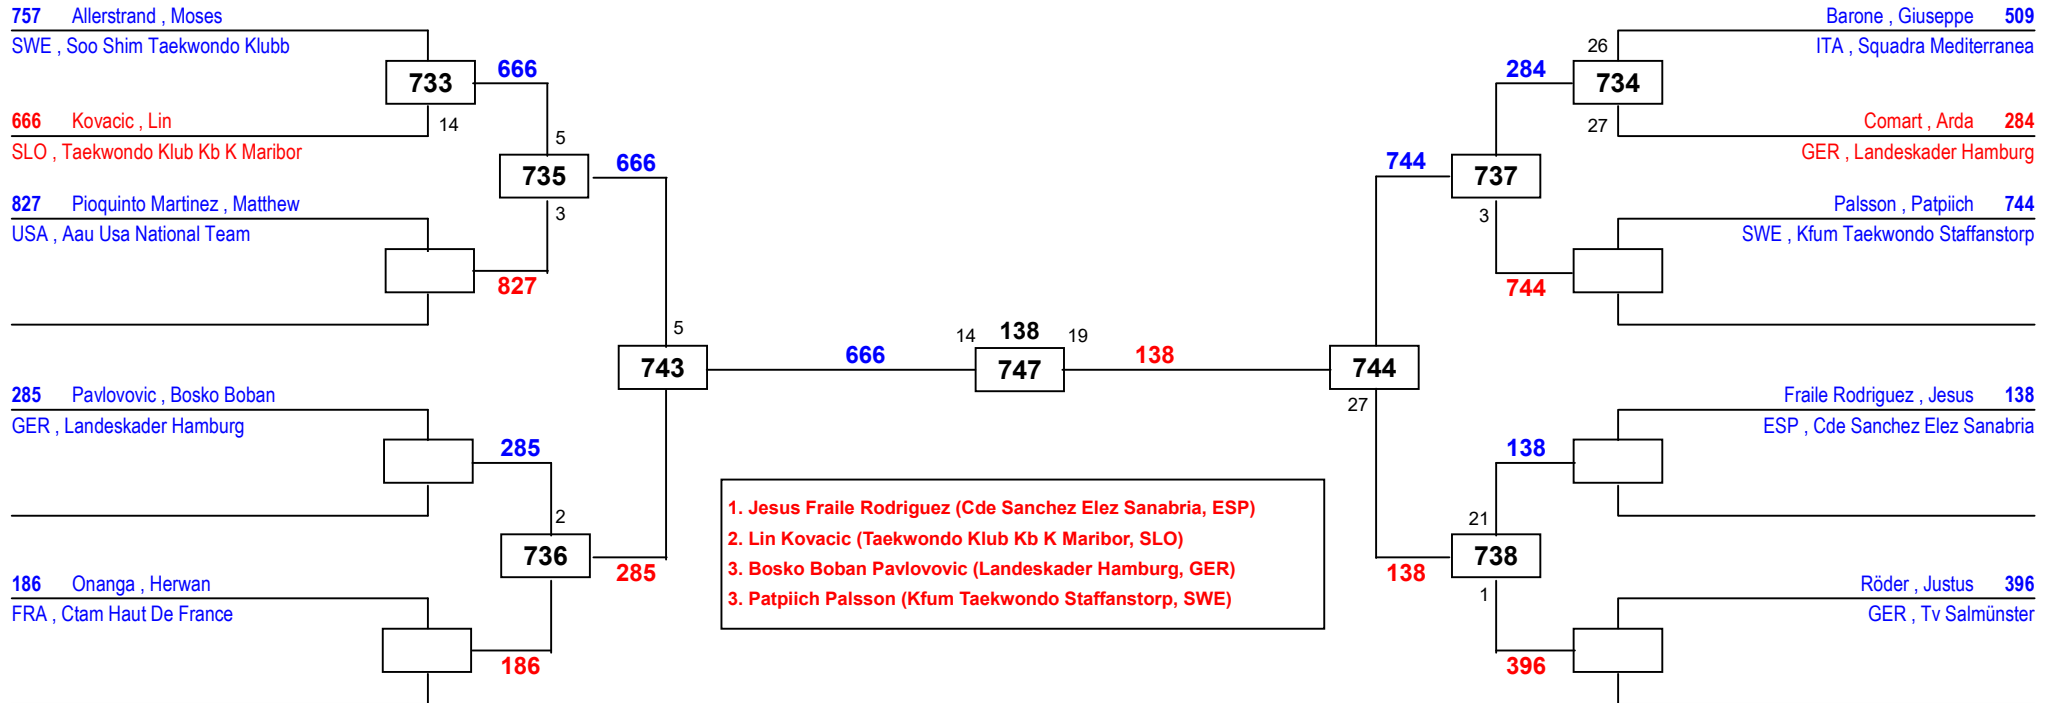 757 Allerstrand , Moses
SWE , Soo Shim Taekwondo Klubb
733
666
666 Kovacic , Lin
14
SLO , Taekwondo Klub Kb K Maribor
5
735
666
827 Pioquinto Martinez , Matthew
3
USA , Aau Usa National Team
827
5
743
666
285 Pavlovovic , Bosko Boban
GER , Landeskader Hamburg
285
2
736
285
186 Onanga , Herwan
FRA , Ctam Haut De France
186
14 138 19
747
138
Barone , Giuseppe 509
26
ITA , Squadra Mediterranea
284
734
Comart , Arda 284
27
GER , Landeskader Hamburg
744
737
Palsson , Patpiich 744
3
SWE , Kfum Taekwondo Staffanstorp
744
744
27
Fraile Rodriguez , Jesus 138
ESP , Cde Sanchez Elez Sanabria
138
21
738
138
1
Röder , Justus 396
GER , Tv Salmünster
396
1. Jesus Fraile Rodriguez (Cde Sanchez Elez Sanabria, ESP)
2. Lin Kovacic (Taekwondo Klub Kb K Maribor, SLO)
3. Bosko Boban Pavlovovic (Landeskader Hamburg, GER)
3. Patpiich Palsson (Kfum Taekwondo Staffanstorp, SWE)